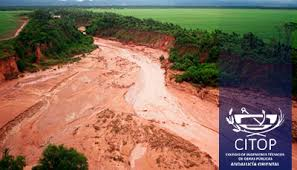 CITOP
COLEGIO DE INGENIEROS TÉCNICOS
DE OBRAS PÚBLICAS
ANDALUCÍA ORIENTAL